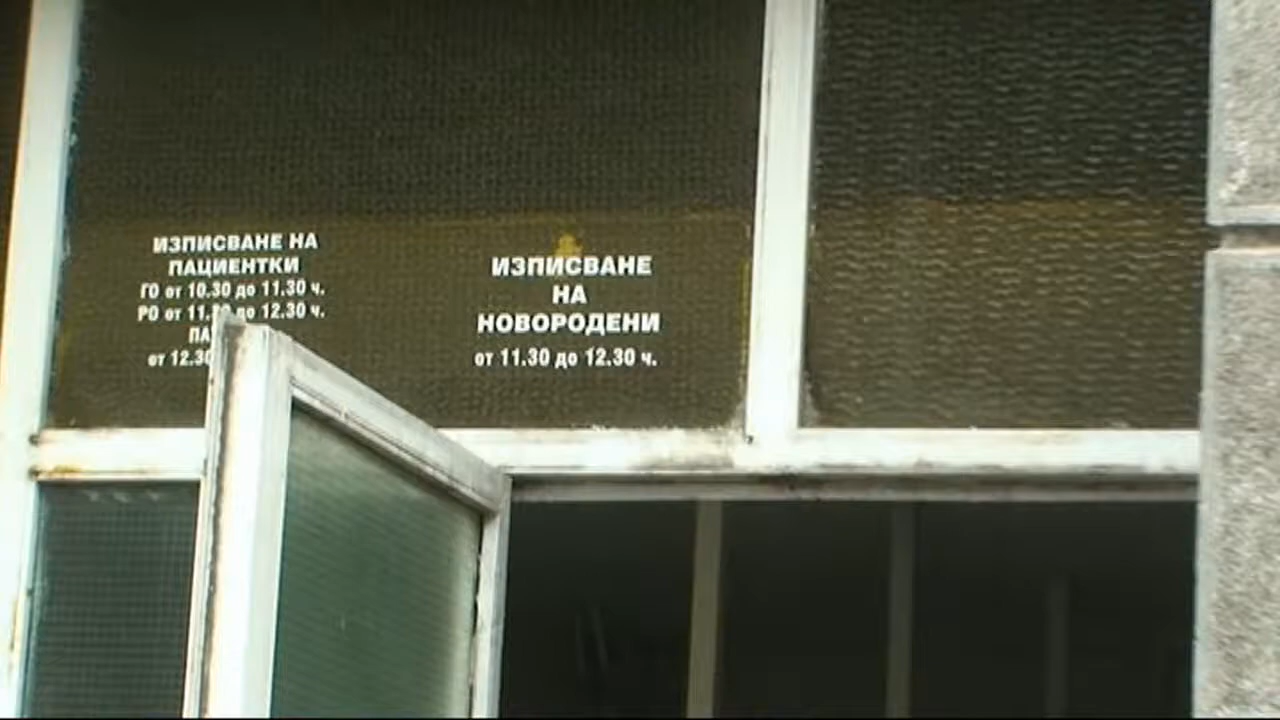 ИЗПИСВАНЕ НА
ПАЦИЕНТКИ
ГО от 10.30 до 11.30 ч.
РО от до 12.30 ч.
от
ИЗПИСВАНЕ
НА
НОВОРОДЕНИ
от 11.30 до 12.30 ч.